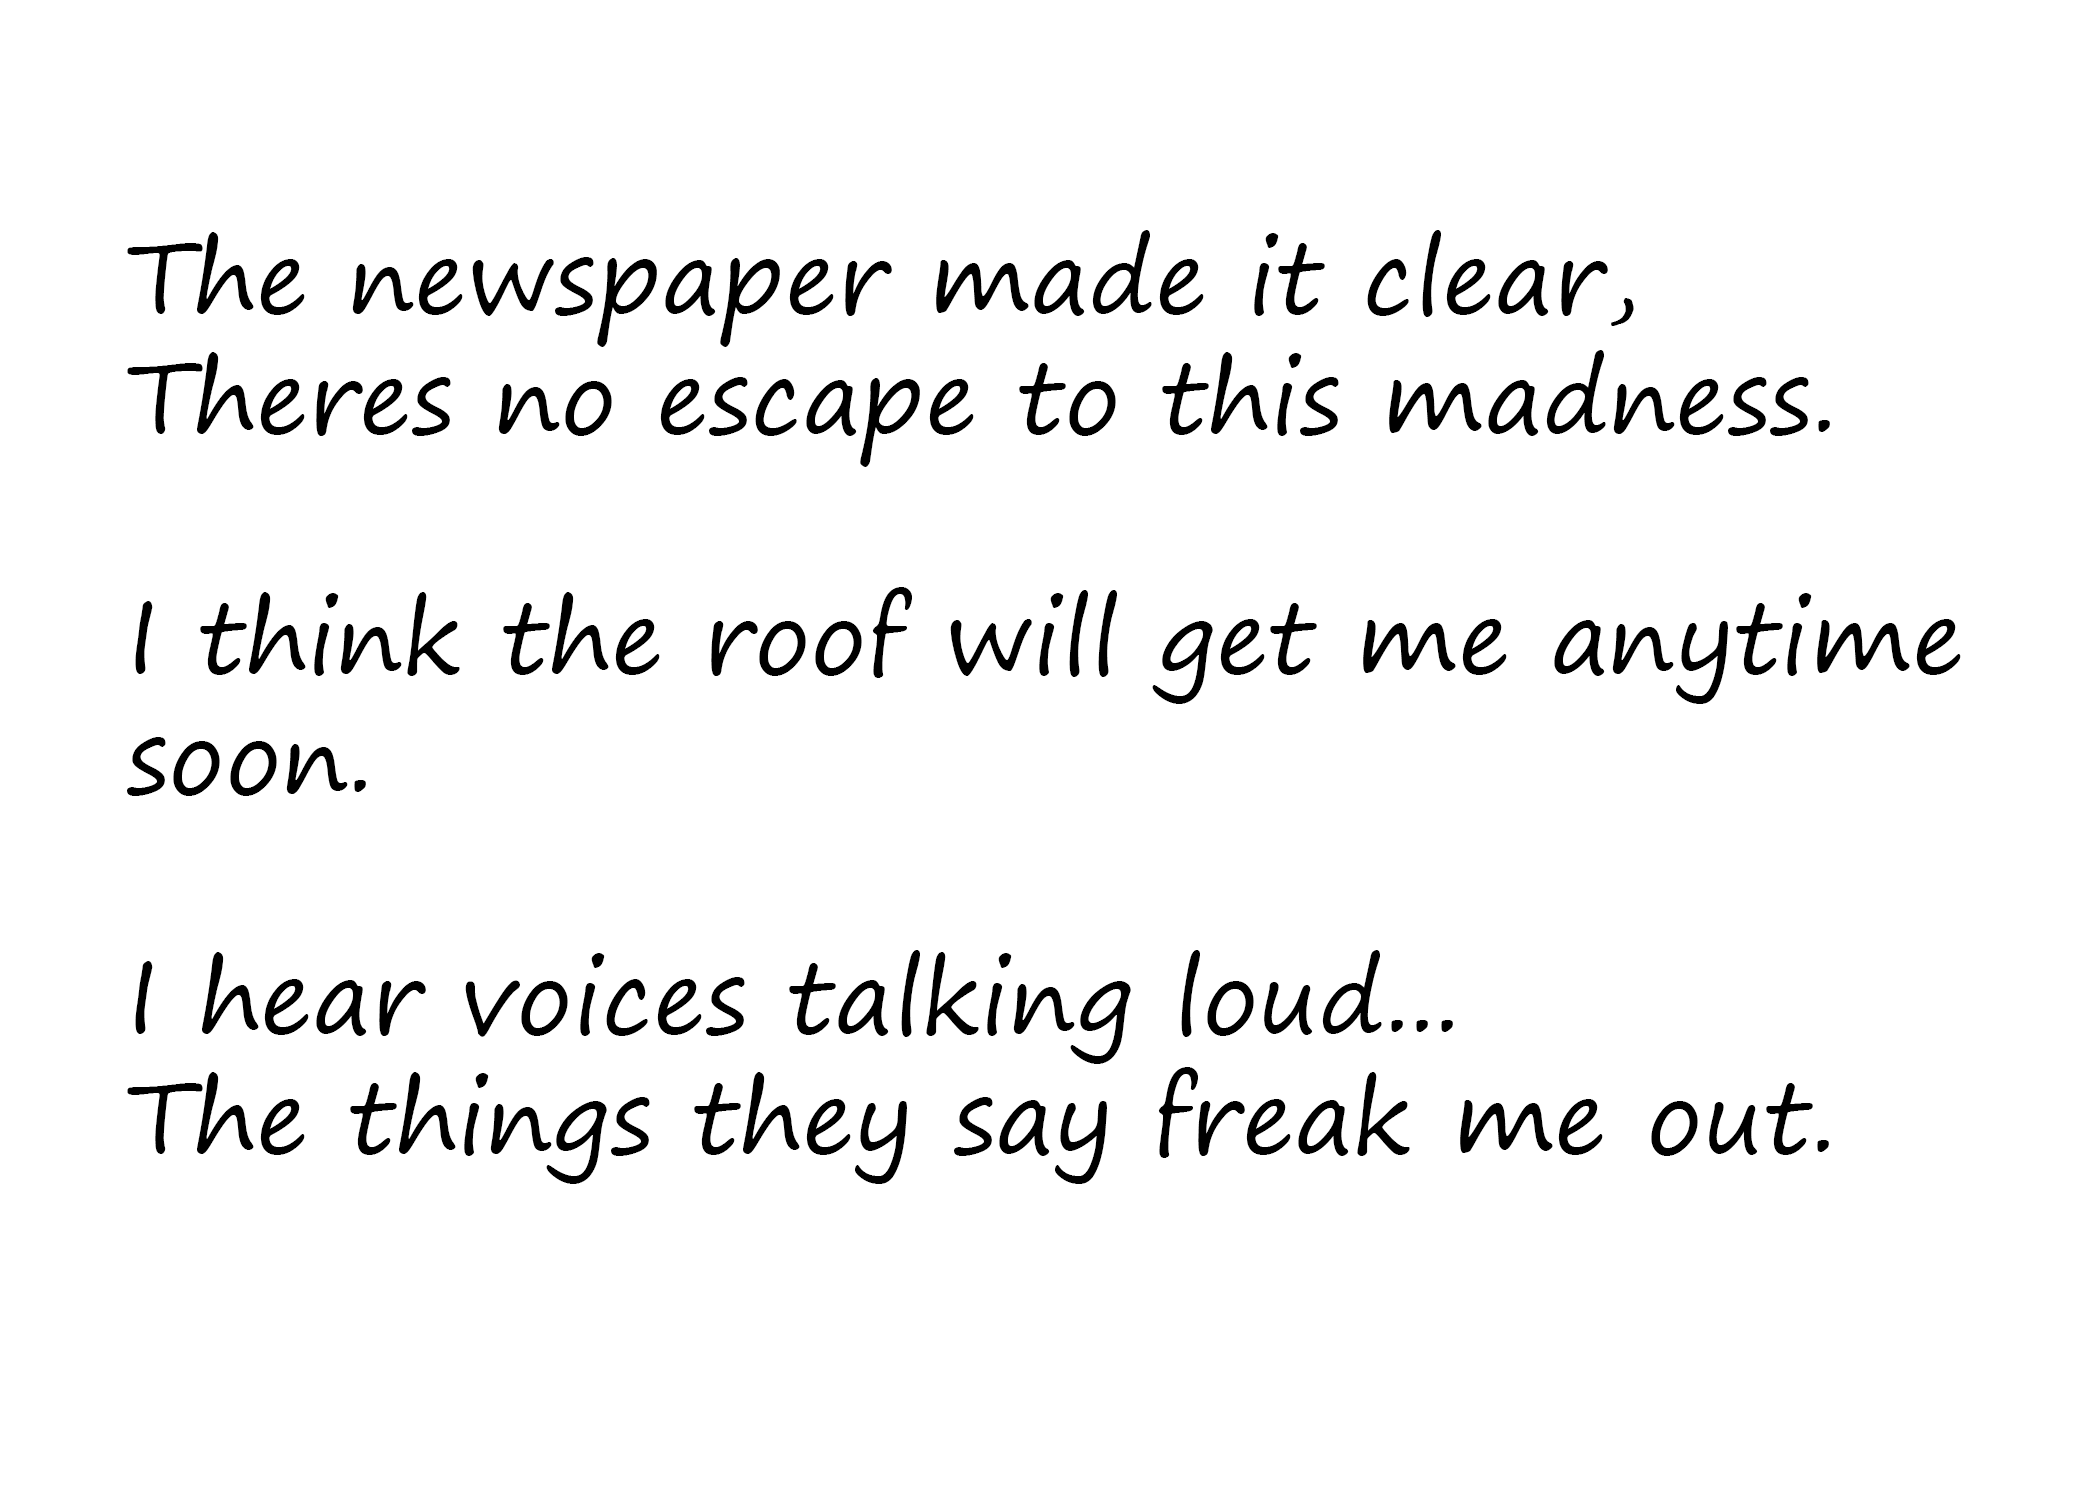 The newspaper made it clear,
Theres no escape to this madness.
I think the roof will get me anytime
soon.
I hear voices talking loud...
The things they say freak me out.